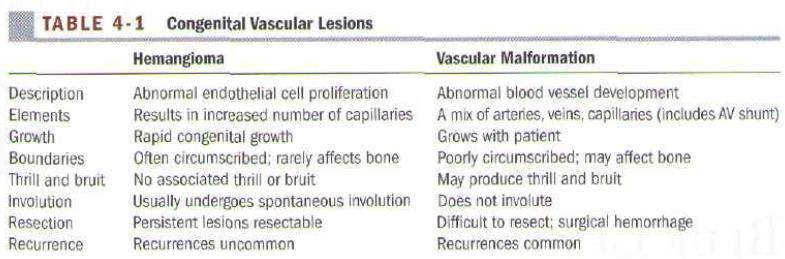 TABLE 4-1 Congenital Vascular Lesions
Hemangioma Vascular Malformation
Description Abnormal endothelial cell proliferation Abnormal blood vessel development
Elements Results in increased number of capillaries A mix of arteries, veins, capillaries (includes AV shunt)
Growth Rapid congenital growth Grows with patient
Boundaries Often circumscribed; rarely affects bone Poorly circumscribed; may affect bone
Thrill and bruit No associated thrill or bruit May produce thrill and bruit
Involution Usually undergoes spontaneous involution Does not involute
Resection Persistent lesions resectable Difficult to resect; surgical hemorrhage
Recurrence Recurrences uncommon Recurrences common